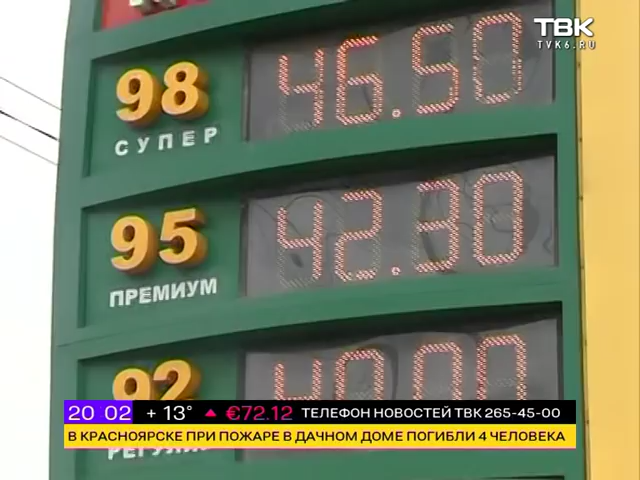 ТВК
TVK6.RU
98 46.50
СУПЕР
95 42.30
ПРЕМИУМ
92 40.00
20 02 + 13° ▲ €72.12 ТЕЛЕФОН НОВОСТЕЙ ТВК 265-45-00
В КРАСНОЯРСКЕ ПРИ ПОЖАРЕ В ДАЧНОМ ДОМЕ ПОГИБЛИ 4 ЧЕЛОВЕКА